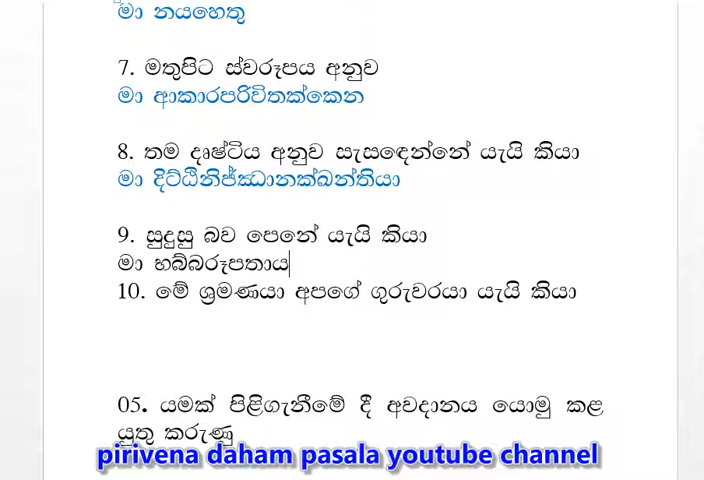 මා නයහෙතු
7. මතුපිට ස්වරූපය අනුව
මා ආකාරපරිවිතක්කෙන
8. තම දෘෂ්ටිය අනුව සැසඳෙන්නේ යැයි කියා
මා දිට්ඨිනිජ්ඣානක්ඛන්තියා
9. සුදුසු බව පෙනේ යැයි කියා
මා භබ්බරූපතාය
10. මේ ශ්‍රමණයා අපගේ ගුරුවරයා යැයි කියා
05. යමක් පිළිගැනීමේ දී අවදානය යොමු කළ
යුතු කරුණු
pirivena daham pasala youtube channel